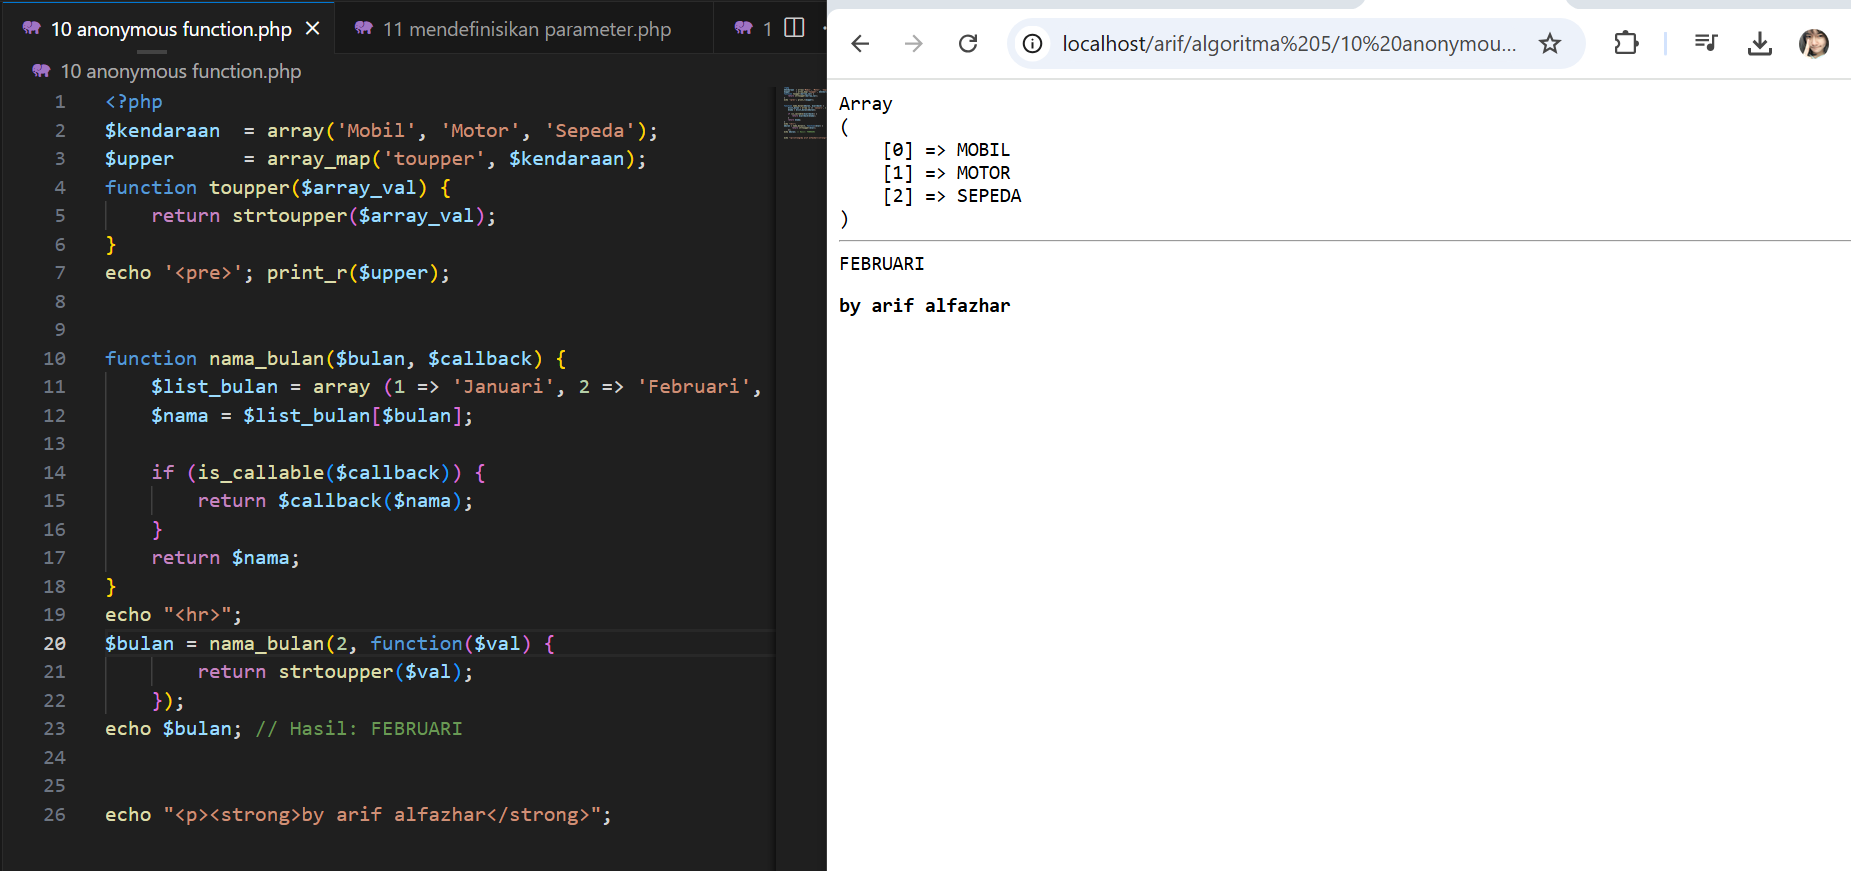 10 anonymous function.php
11 mendefinisikan parameter.php
1
10 anonymous function.php
1 <?php
2 $kendaraan  = array('Mobil', 'Motor', 'Sepeda');
3 $upper      = array_map('toupper', $kendaraan);
4 function toupper($array_val) {
5     return strtoupper($array_val);
6 }
7 echo '<pre>'; print_r($upper);
8
9
10 function nama_bulan($bulan, $callback) {
11     $list_bulan = array (1 => 'Januari', 2 => 'Februari',
12     $nama = $list_bulan[$bulan];
13
14     if (is_callable($callback)) {
15         return $callback($nama);
16     }
17     return $nama;
18 }
19 echo "<hr>";
20 $bulan = nama_bulan(2, function($val) {
21         return strtoupper($val);
22     });
23 echo $bulan; // Hasil: FEBRUARI
24
25
26 echo "<p><strong>by arif alfazhar</strong>";
localhost/arif/algoritma%205/10%20anonymou...
Array
(
    [0] => MOBIL
    [1] => MOTOR
    [2] => SEPEDA
)
FEBRUARI
by arif alfazhar